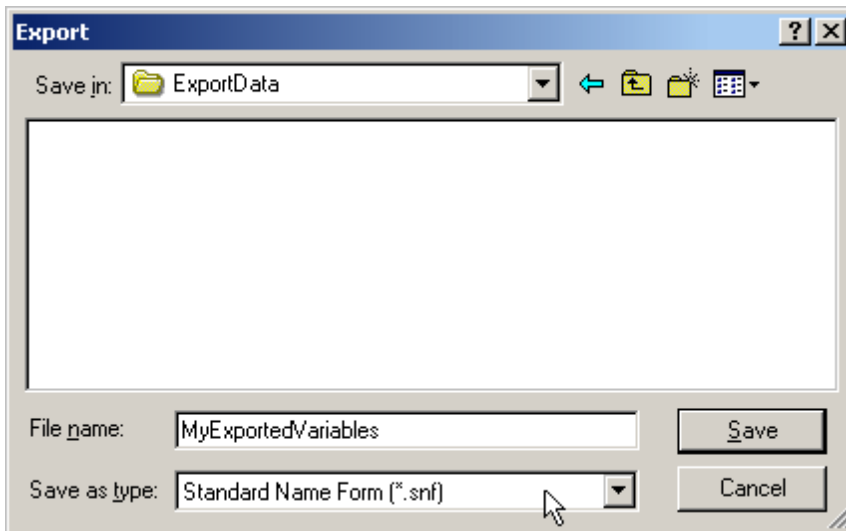 Export
Save in: ExportData
File name: MyExportedVariables Save
Save as type: Standard Name Form (*.snf) Cancel